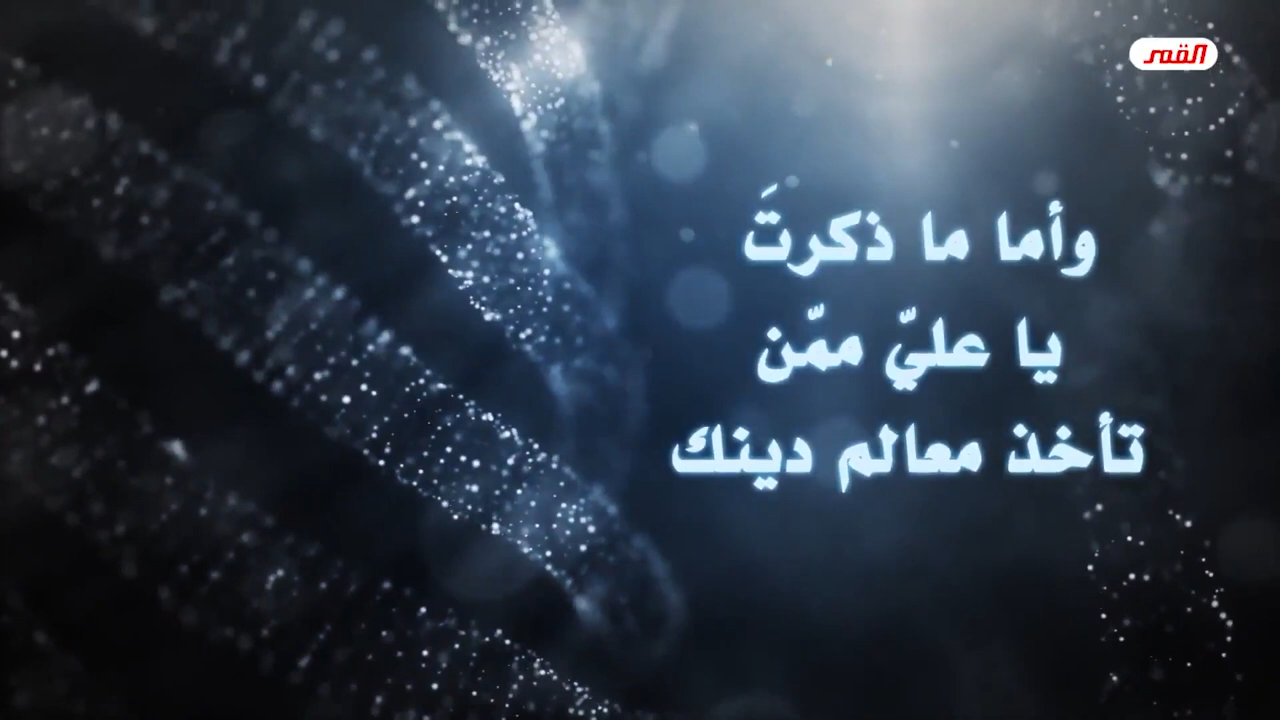 القمر
وأما ما ذكرتَ
يا عليّ ممّن
تأخذ معالم دينك